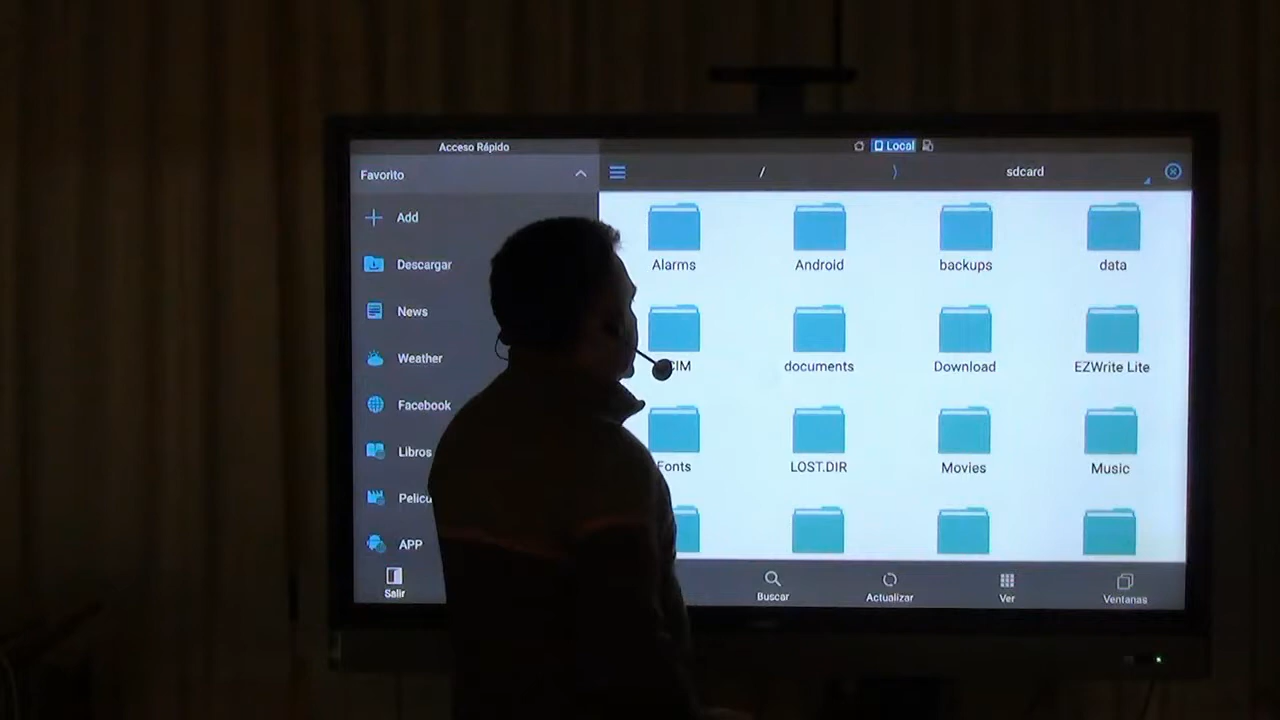 Acceso Rápido
Local
Favorito
/
sdcard
Add
Descargar
News
Weather
Facebook
Libros
APP
Salir
Alarms
Android
backups
data
documents
Download
EZWrite Lite
Fonts
LOST.DIR
Movies
Music
Buscar
Actualizar
Ver
Ventanas